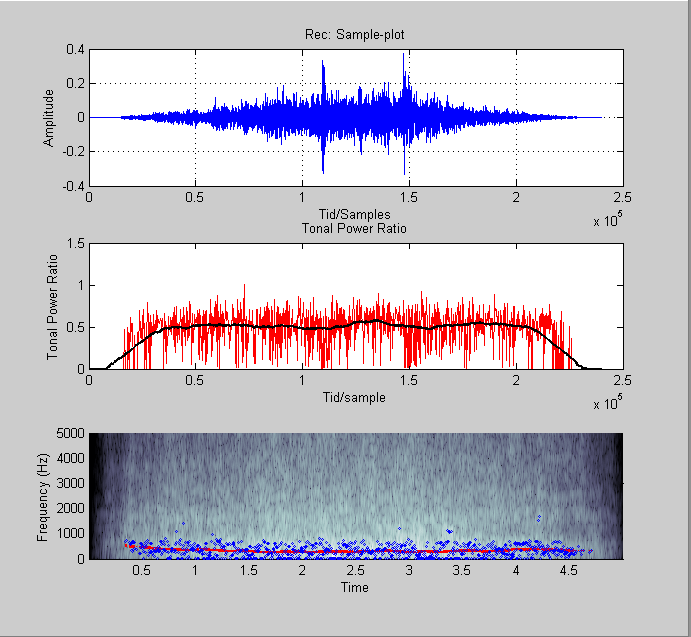 Rec: Sample-plot
0.4
0.2
0
-0.2
-0.4
Amplitude
0 0.5 1 1.5 2 2.5
Tid/Samples
x 10^5
Tonal Power Ratio
1.5
1
0.5
0
Tonal Power Ratio
0 0.5 1 1.5 2 2.5
Tid/sample
x 10^5
5000
4000
3000
2000
1000
0
Frequency (Hz)
0.5 1 1.5 2 2.5 3 3.5 4 4.5
Time